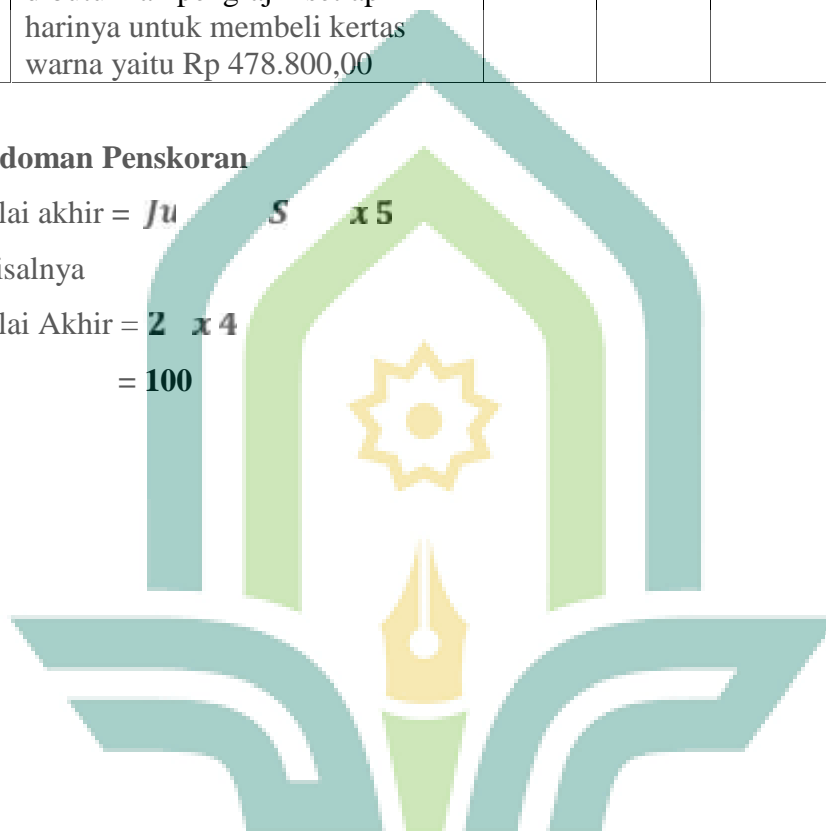 harinya untuk membeli kertas
warna yaitu Rp 478.800,00
doman Penskoran
lai akhir = Ju S x 5
isalnya
lai Akhir = 2 x 4
= 100